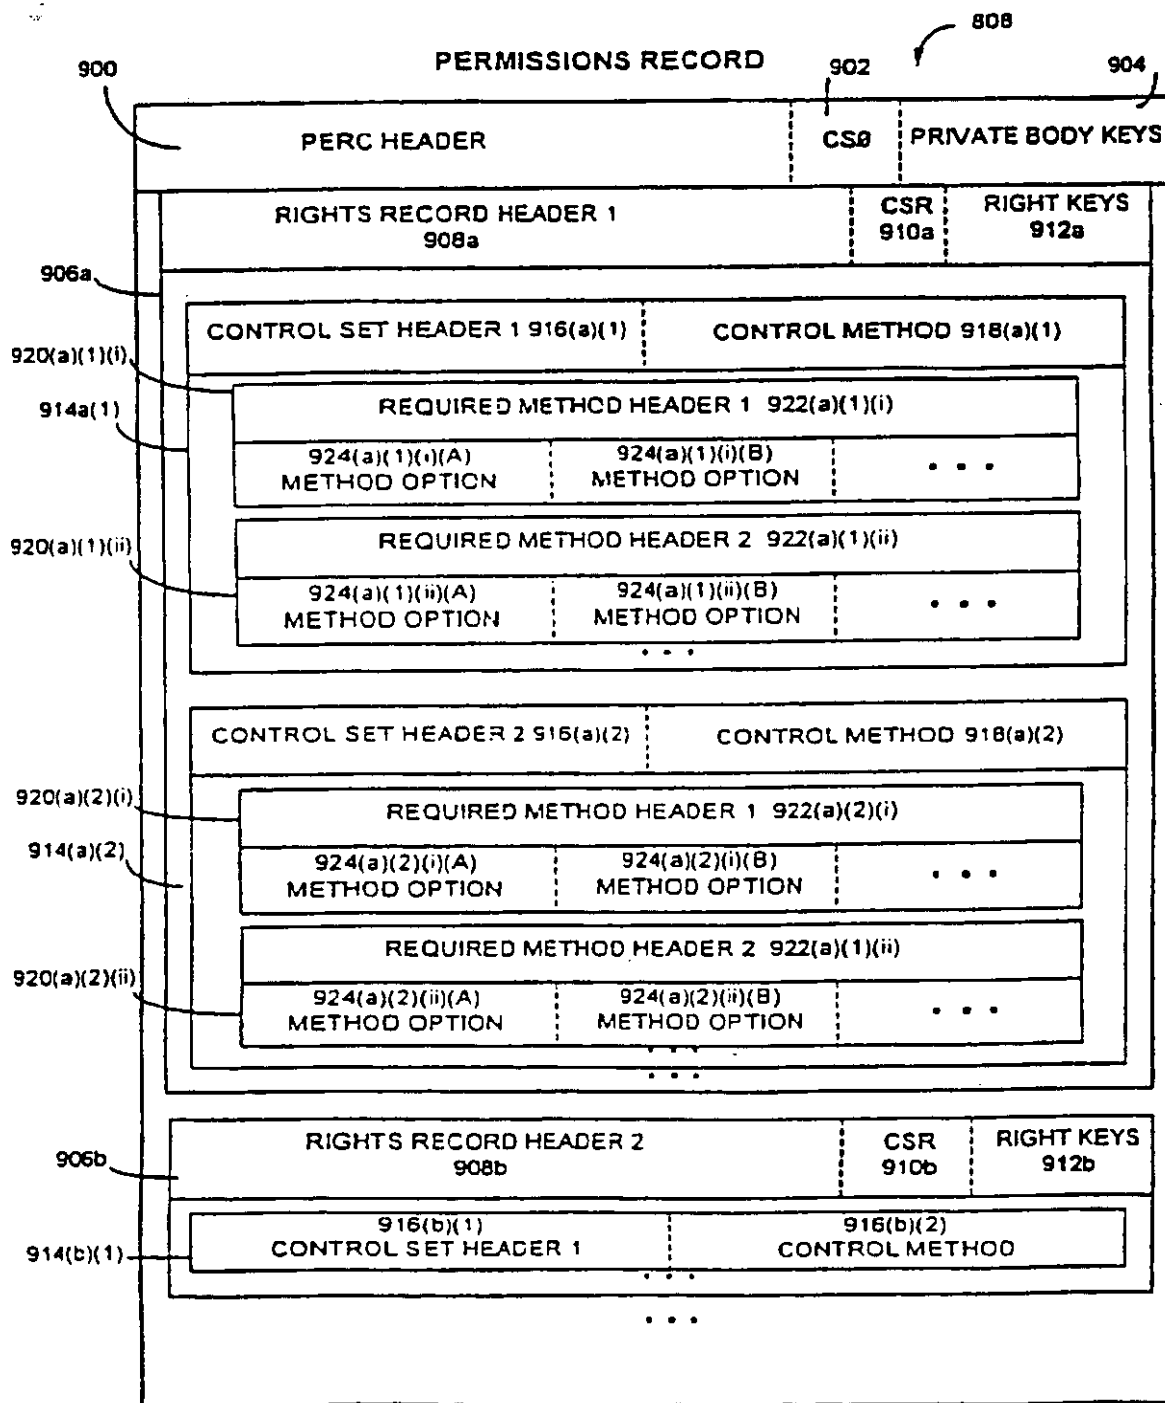 808
PERMISSIONS RECORD
900
902
904
PERC HEADER
CS0
PRIVATE BODY KEYS
RIGHTS RECORD HEADER 1
908a
CSR
910a
RIGHT KEYS
912a
906a
CONTROL SET HEADER 1 916(a)(1)
CONTROL METHOD 918(a)(1)
920(a)(1)(i)
914a(1)
REQUIRED METHOD HEADER 1 922(a)(1)(i)
924(a)(1)(i)(A)
METHOD OPTION
924(a)(1)(i)(B)
METHOD OPTION
• • •
920(a)(1)(ii)
REQUIRED METHOD HEADER 2 922(a)(1)(ii)
924(a)(1)(ii)(A)
METHOD OPTION
924(a)(1)(ii)(B)
METHOD OPTION
• • •
• • •
CONTROL SET HEADER 2 916(a)(2)
CONTROL METHOD 918(a)(2)
920(a)(2)(i)
914(a)(2)
REQUIRED METHOD HEADER 1 922(a)(2)(i)
924(a)(2)(i)(A)
METHOD OPTION
924(a)(2)(i)(B)
METHOD OPTION
• • •
920(a)(2)(ii)
REQUIRED METHOD HEADER 2 922(a)(1)(ii)
924(a)(2)(ii)(A)
METHOD OPTION
924(a)(2)(ii)(B)
METHOD OPTION
• • •
• • •
• • •
906b
RIGHTS RECORD HEADER 2
908b
CSR
910b
RIGHT KEYS
912b
914(b)(1)
916(b)(1)
CONTROL SET HEADER 1
916(b)(2)
CONTROL METHOD
• • •
• • •